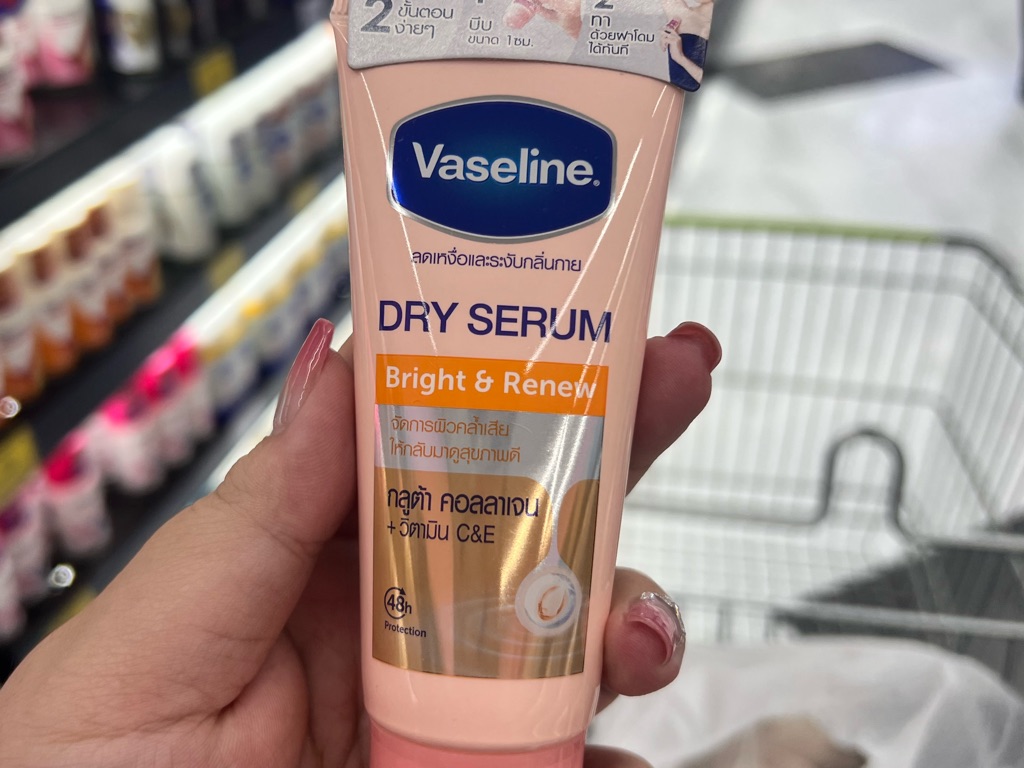 2 ขั้นตอน
ง่ายๆ
บีบ
ขนาด 1ซม.
2
ทา
ด้วยฝาโดม
ได้ทันที
Vaseline®
ลดเหงื่อและระงับกลิ่นกาย
DRY SERUM
Bright & Renew
จัดการผิวคล้ำเสีย
ให้กลับมาดูสุขภาพดี
กลูต้า คอลลาเจน
+ วิตามิน C&E
48h
Protection